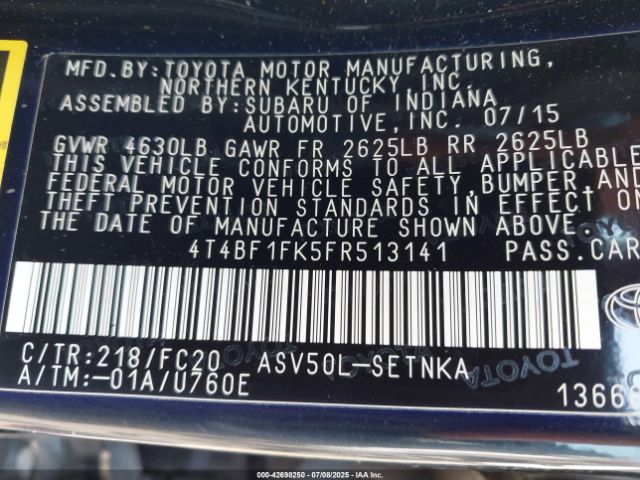 MFD.BY:TOYOTA MOTOR MANUFACTURING,
NORTHERN KENTUCKY,INC.
ASSEMBLED BY:SUBARU OF INDIANA
AUTOMOTIVE,INC. 07/15
GVWR 4630LB GAWR FR 2625LB RR 2625LB
THIS VEHICLE CONFORMS TO ALL APPLICABLE
FEDERAL MOTOR VEHICLE SAFETY,BUMPER,AND
THEFT PREVENTION STANDARDS IN EFFECT ON
THE DATE OF MANUFACTURE SHOWN ABOVE.
4T4BF1FK5FR513141 PASS.CAR
C/TR:218/FC20 ASV50L-SETNKA
A/TM:-01A/U760E
TOYOTA
000-42698250 - 07/08/2025 - IAAI.COM